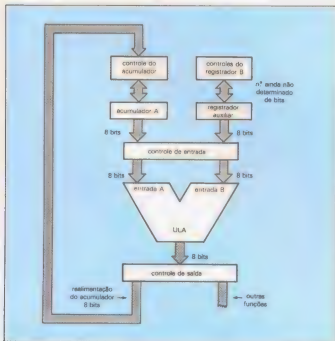 controle do
acumulador
controles do
registrador B
nº ainda não
determinado
de bits
acumulador A
registrador
auxiliar
8 bits
8 bits
controle de entrada
8 bits
8 bits
entrada A
entrada B
ULA
8 bits
controle de saída
realimentação
do acumulador
8 bits
outras
funções